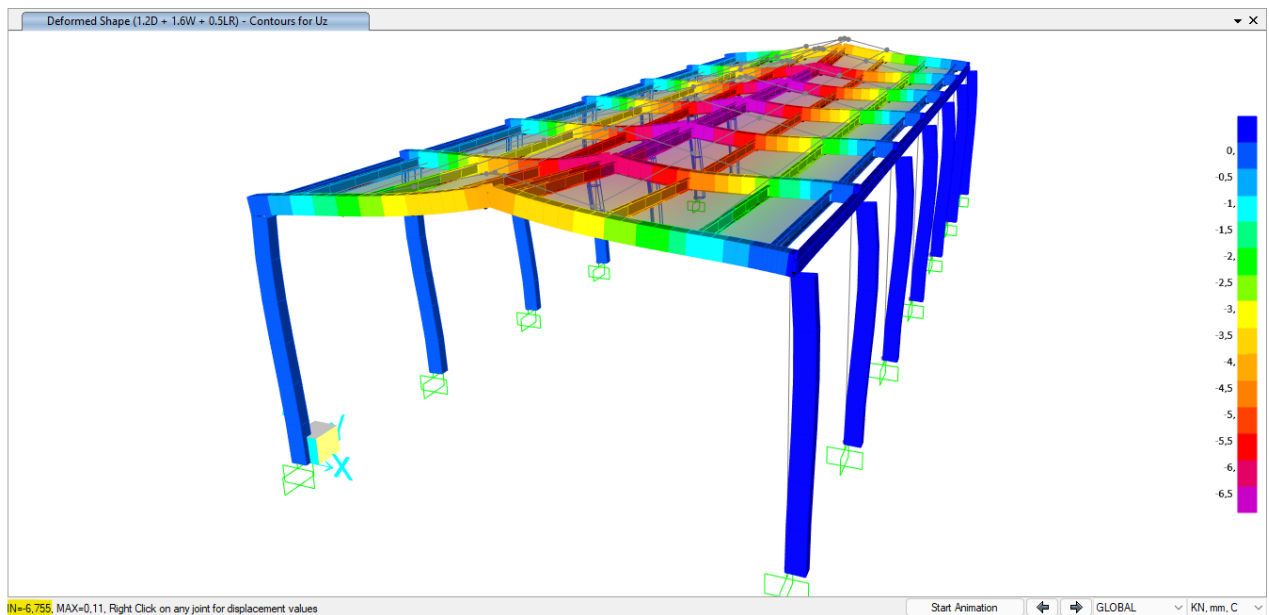 Deformed Shape (1.2D + 1.6W + 0.5LR) - Contours for Uz
0,
-0,5
-1,
-1,5
-2,
-2,5
-3,
-3,5
-4,
-4,5
-5,
-5,5
-6,
-6,5
X
IN=-6,755, MAX=0,11, Right Click on any joint for displacement values
Start Animation
GLOBAL
KN, mm, C